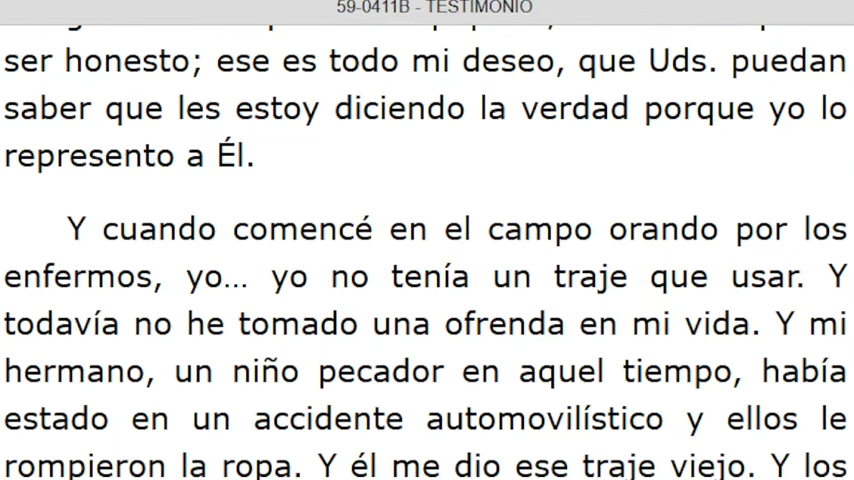 59-0411B - TESTIMONIO
ser honesto; ese es todo mi deseo, que Uds. puedan
saber que les estoy diciendo la verdad porque yo lo
represento a Él.
Y cuando comencé en el campo orando por los
enfermos, yo... yo no tenía un traje que usar. Y
todavía no he tomado una ofrenda en mi vida. Y mi
hermano, un niño pecador en aquel tiempo, había
estado en un accidente automovilístico y ellos le
rompieron la ropa. Y él me dio ese traje viejo. Y los